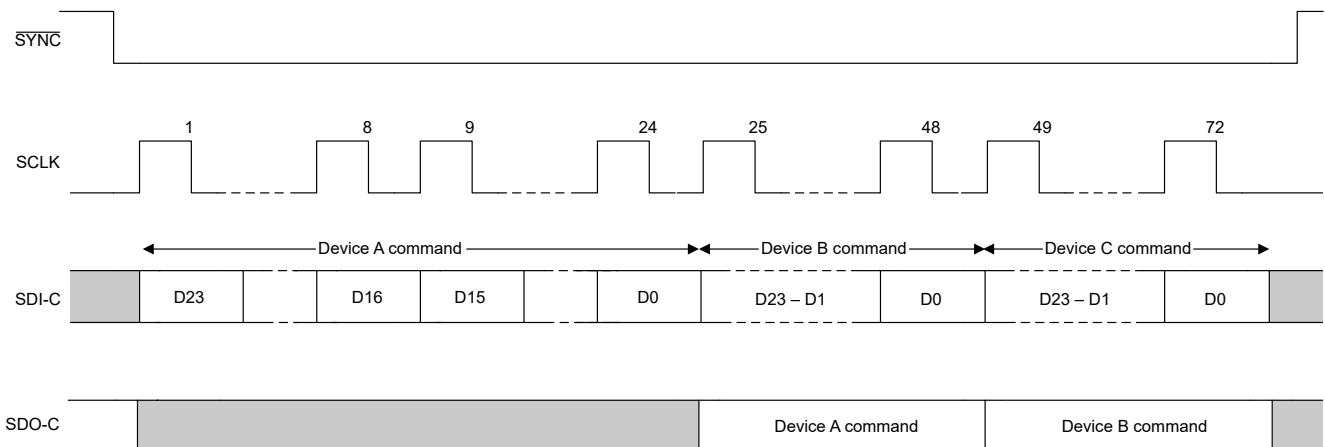 SYNC
1 8 9 24 25 48 49 72
SCLK
Device A command Device B command Device C command
SDI-C D23 D16 D15 D0 D23 – D1 D0 D23 – D1 D0
SDO-C Device A command Device B command